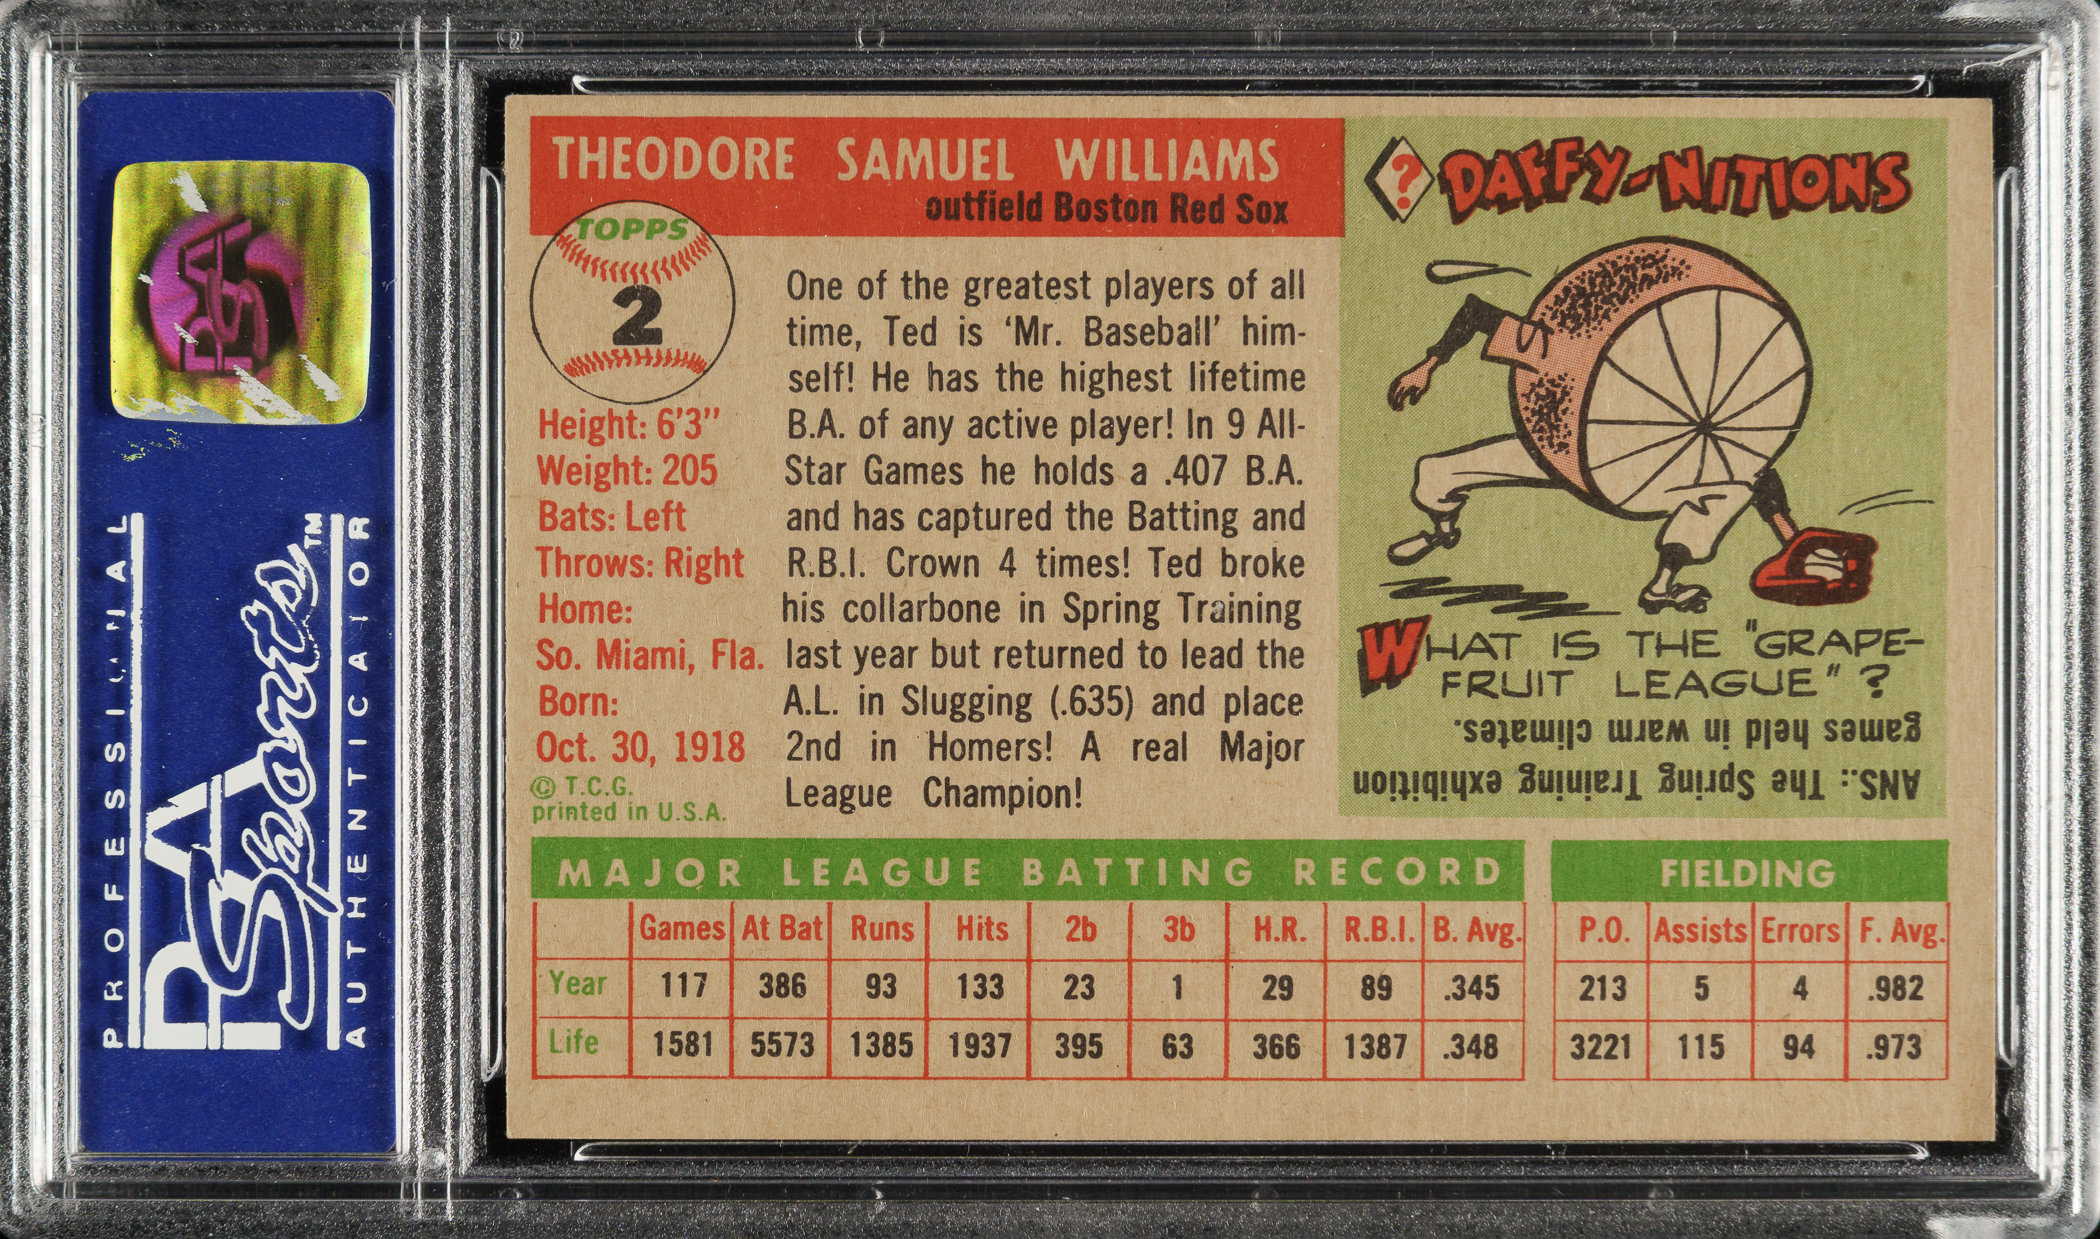 PROFESSIONAL
PSA
Sports™
AUTHENTICATOR
PSA
THEODORE SAMUEL WILLIAMS
outfield Boston Red Sox
TOPPS
2
Height: 6'3"
Weight: 205
Bats: Left
Throws: Right
Home:
So. Miami, Fla.
Born:
Oct. 30, 1918
© T.C.G.
printed in U.S.A.
One of the greatest players of all
time, Ted is 'Mr. Baseball' him-
self! He has the highest lifetime
B.A. of any active player! In 9 All-
Star Games he holds a .407 B.A.
and has captured the Batting and
R.B.I. Crown 4 times! Ted broke
his collarbone in Spring Training
last year but returned to lead the
A.L. in Slugging (.635) and place
2nd in Homers! A real Major
League Champion!
? DAFFY-NITIONS
WHAT IS THE "GRAPE-
FRUIT LEAGUE"?
ANS.: The Spring Training exhibition
games held in warm climates.
MAJOR LEAGUE BATTING RECORD
Games At Bat Runs Hits 2b 3b H.R. R.B.I. B. Avg.
Year 117 386 93 133 23 1 29 89 .345
Life 1581 5573 1385 1937 395 63 366 1387 .348
FIELDING
P.O. Assists Errors F. Avg.
213 5 4 .982
3221 115 94 .973